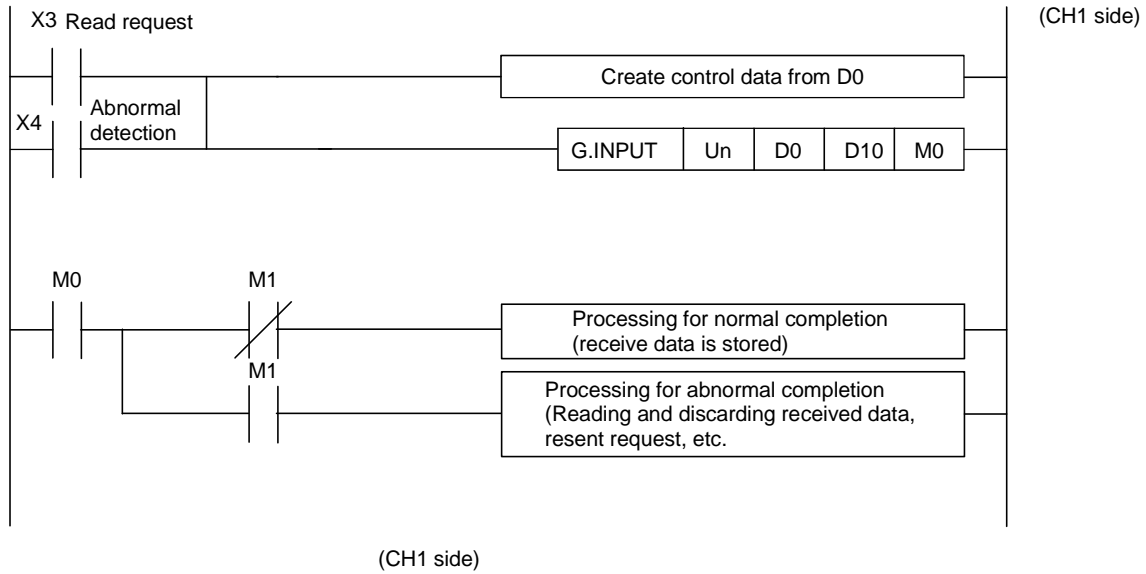 X3 Read request
(CH1 side)
Create control data from D0
X4
Abnormal
detection
G.INPUT Un D0 D10 M0
M0
M1
Processing for normal completion
(receive data is stored)
M1
Processing for abnormal completion
(Reading and discarding received data,
resent request, etc.
(CH1 side)